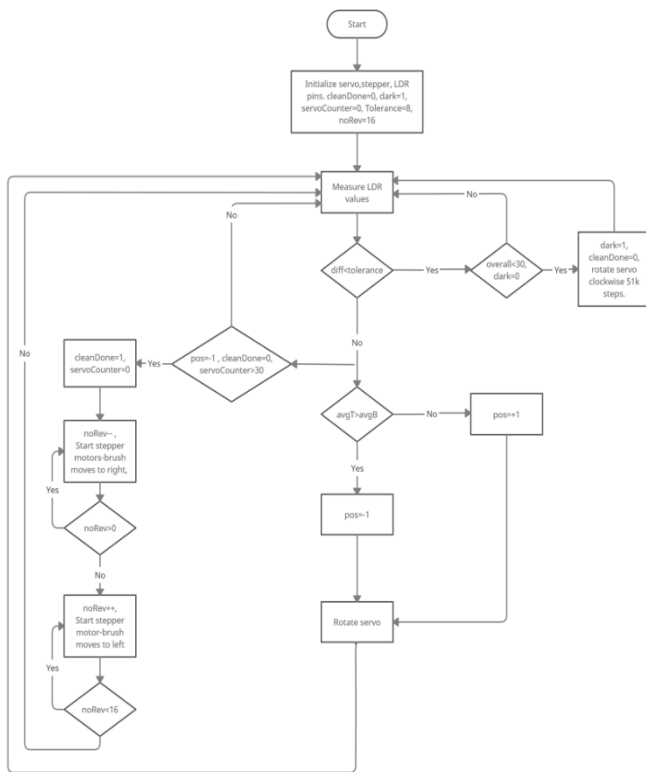 Start
Initialize servo,stepper, LDR
pins. cleanDone=0, dark=1,
servoCounter=0, Tolerance=8,
noRev=16
Measure LDR
values
No
No
diff<tolerance
Yes
overall<30,
dark=0
Yes
dark=1,
cleanDone=0,
rotate servo
clockwise 51k
steps.
No
No
cleanDone=1,
servoCounter=0
Yes
pos=-1 , cleanDone=0,
servoCounter>30
avgT>avgB
No
pos=+1
noRev-- ,
Start stepper
motors-brush
moves to right,
Yes
Yes
pos=-1
noRev>0
No
noRev++,
Start stepper
motor-brush
moves to left
Rotate servo
Yes
noRev<16